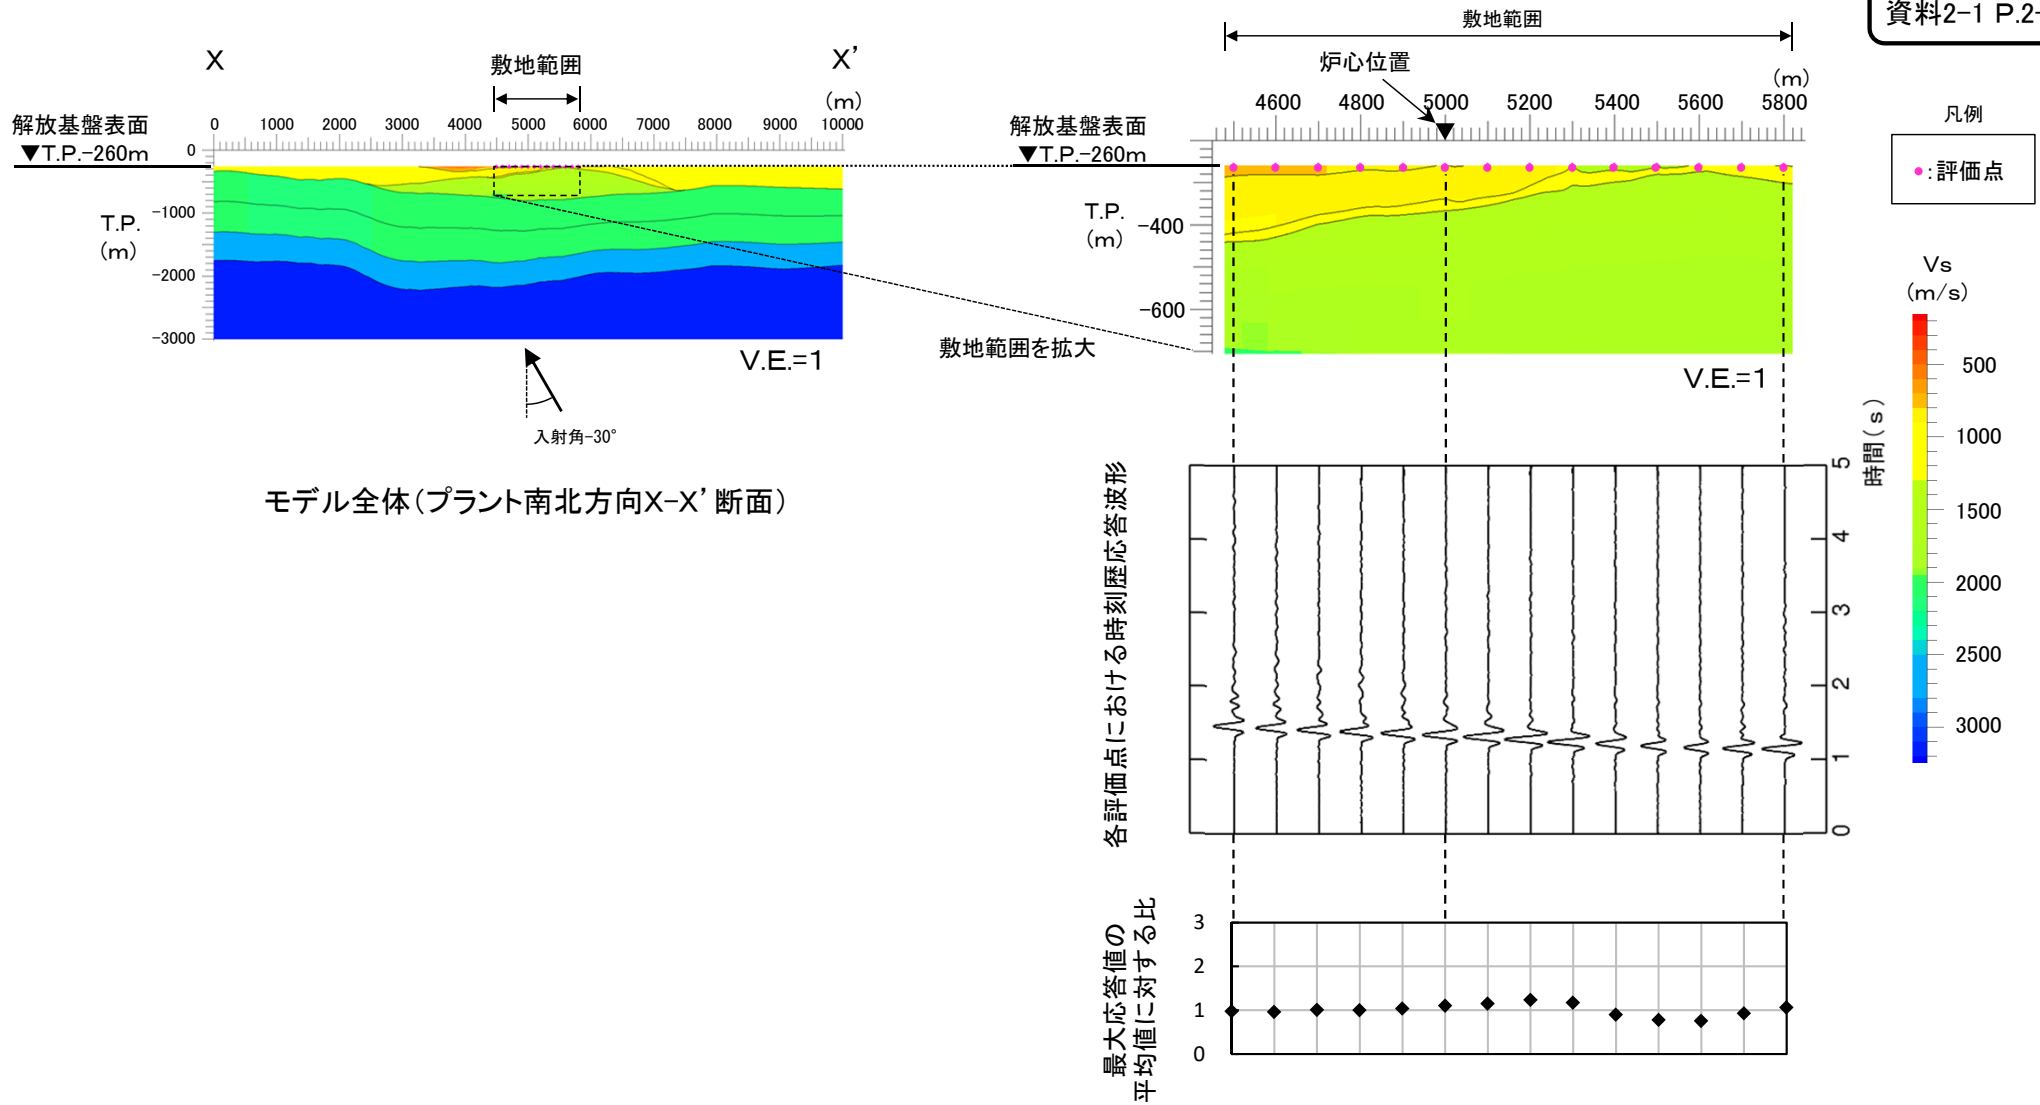 資料2-1 P.2-
X
敷地範囲
X’
(m)
0 1000 2000 3000 4000 5000 6000 7000 8000 9000 10000
解放基盤表面
▼T.P.-260m
0
-1000
-2000
-3000
T.P.
(m)
V.E.=1
入射角-30°
モデル全体(プラント南北方向X-X’断面)
敷地範囲
炉心位置
(m)
4600 4800 5000 5200 5400 5600 5800
解放基盤表面
▼T.P.-260m
T.P.
(m)
-400
-600
敷地範囲を拡大
V.E.=1
凡例
●:評価点
Vs
(m/s)
500
1000
1500
2000
2500
3000
各評価点における時刻歴応答波形
時間(s)
5
4
3
2
1
0
最大応答値の
平均値に対する比
3
2
1
0